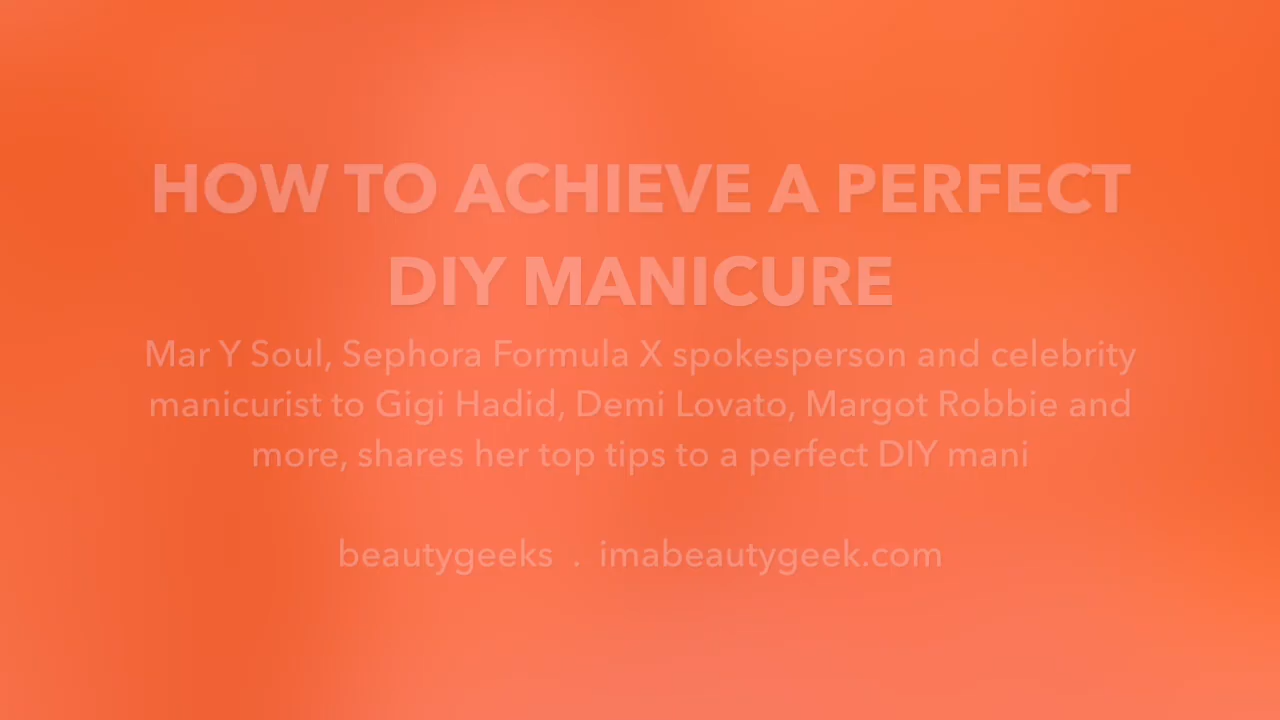 HOW TO ACHIEVE A PERFECT
DIY MANICURE
Mar Y Soul, Sephora Formula X spokesperson and celebrity
manicurist to Gigi Hadid, Demi Lovato, Margot Robbie and
more, shares her top tips to a perfect DIY mani
beautygeeks . imabeautygeek.com